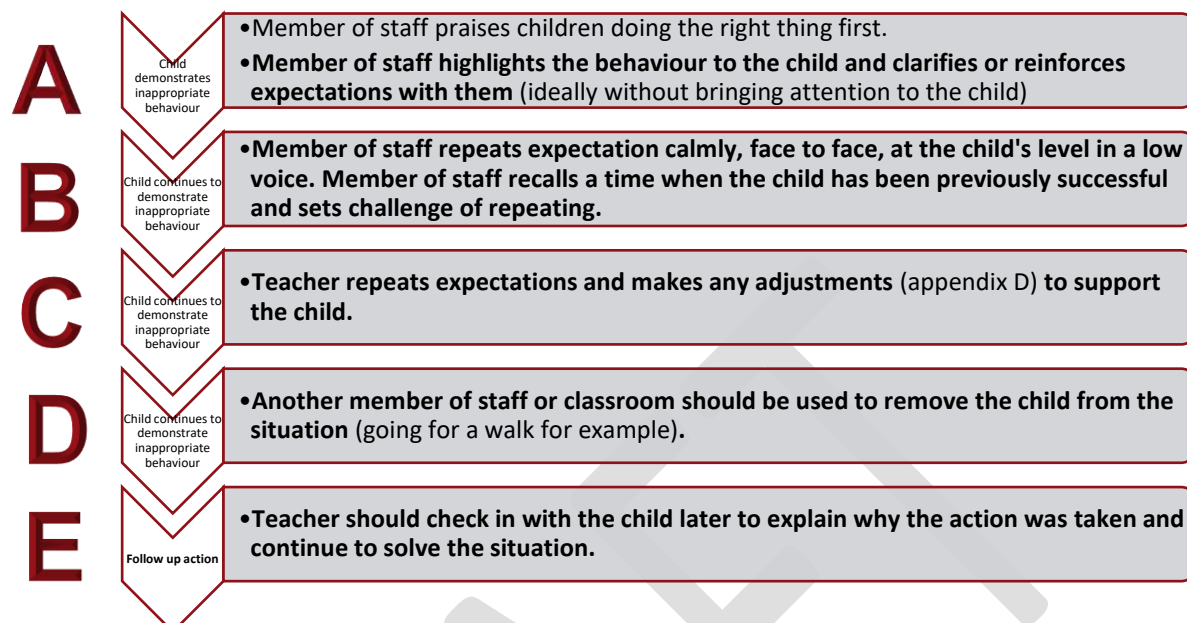 A
Child
demonstrates
inappropriate
behaviour
•Member of staff praises children doing the right thing first.
•Member of staff highlights the behaviour to the child and clarifies or reinforces
expectations with them (ideally without bringing attention to the child)
B
Child continues to
demonstrate
inappropriate
behaviour
•Member of staff repeats expectation calmly, face to face, at the child's level in a low
voice. Member of staff recalls a time when the child has been previously successful
and sets challenge of repeating.
C
Child continues to
demonstrate
inappropriate
behaviour
•Teacher repeats expectations and makes any adjustments (appendix D) to support
the child.
D
Child continues to
demonstrate
inappropriate
behaviour
•Another member of staff or classroom should be used to remove the child from the
situation (going for a walk for example).
E
Follow up action
•Teacher should check in with the child later to explain why the action was taken and
continue to solve the situation.